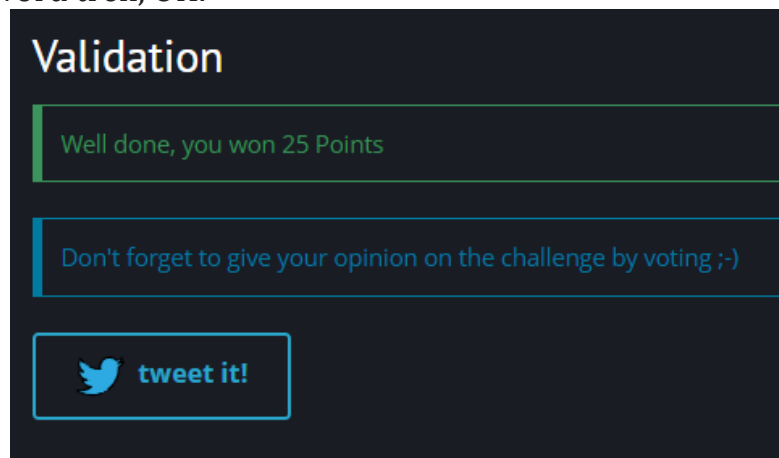 Validation
Well done, you won 25 Points
Don't forget to give your opinion on the challenge by voting ;-)
tweet it!